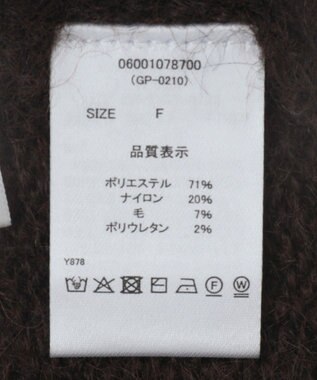 06001078700
(GP-0210)
SIZE F
品質表示
ポリエステル 71%
ナイロン 20%
毛 7%
ポリウレタン 2%
Y878
F W